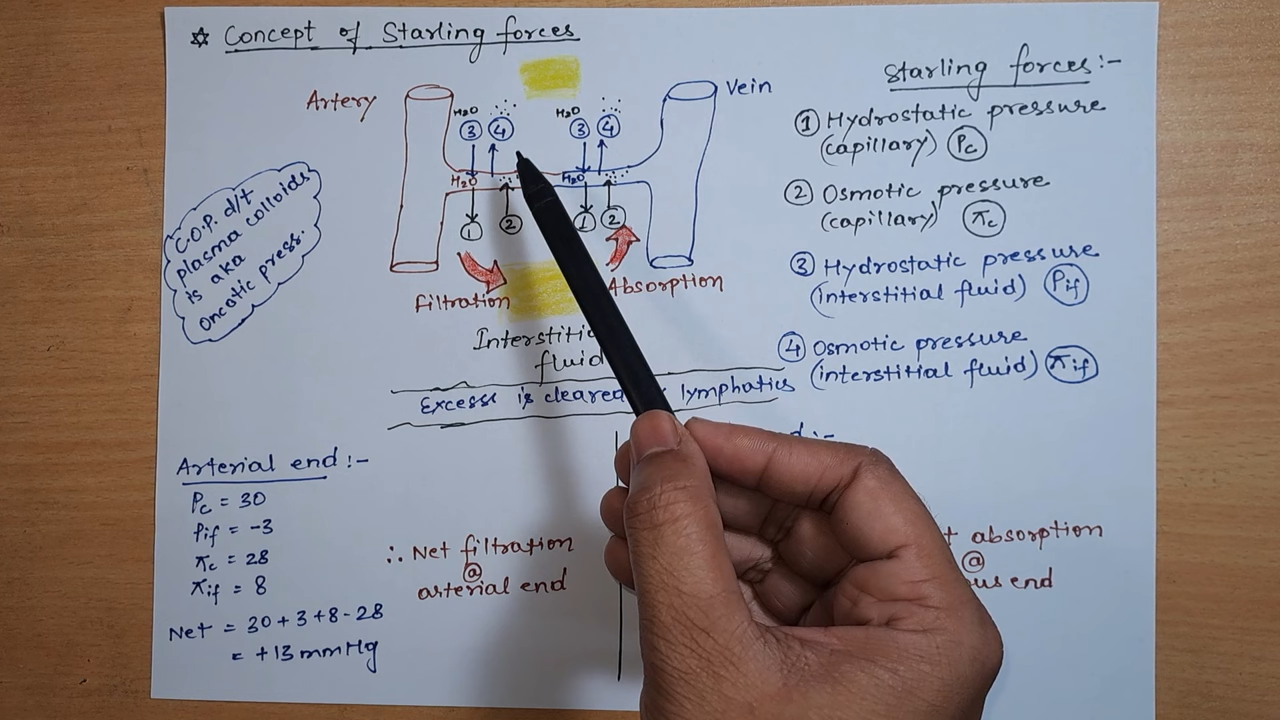 ☆ Concept of Starling forces
Artery
Vein
H₂O
H₂O
③ ④
③ ④
H₂O
H₂O
① ②
① ②
Filtration
Absorption
fluid
Excess is cleared lymphatics
C.O.P. d/t
plasma colloids
is aka
oncotic press.
Starling forces:-
① Hydrostatic pressure
(capillary) Pc
② Osmotic pressure
(capillary) πc
③ Hydrostatic pressure
(interstitial fluid) Pif
④ Osmotic pressure
(interstitial fluid) πif
Arterial end :-
Pc = 30
Pif = -3
πc = 28
πif = 8
Net = 30+3+8-28
= +13 mmHg
∴ Net filtration
@
arterial end
absorption
@
end